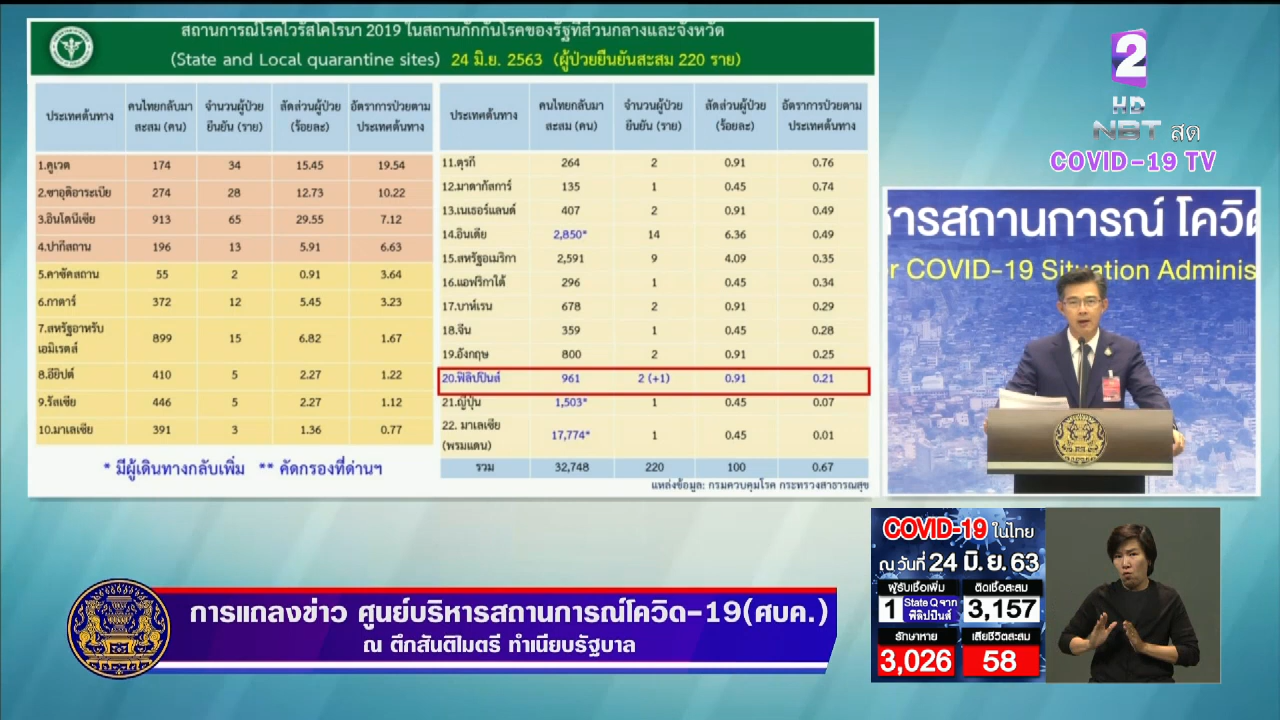 สถานการณ์โรคไวรัสโคโรนา 2019 ในสถานกักกันโรคของรัฐที่ส่วนกลางและจังหวัด
(State and Local quarantine sites) 24 มิ.ย. 2563 (ผู้ป่วยยืนยันสะสม 220 ราย)
ประเทศต้นทาง คนไทยกลับมาสะสม (คน) จำนวนผู้ป่วยยืนยัน (ราย) สัดส่วนผู้ป่วย (ร้อยละ) อัตราการป่วยตามประเทศต้นทาง
1.คูเวต 174 34 15.45 19.54
2.ซาอุดิอาระเบีย 274 28 12.73 10.22
3.อินโดนีเซีย 913 65 29.55 7.12
4.ปากีสถาน 196 13 5.91 6.63
5.คาซัคสถาน 55 2 0.91 3.64
6.กาตาร์ 372 12 5.45 3.23
7.สหรัฐอาหรับเอมิเรตส์ 899 15 6.82 1.67
8.อียิปต์ 410 5 2.27 1.22
9.รัสเซีย 446 5 2.27 1.12
10.มาเลเซีย 391 3 1.36 0.77
* มีผู้เดินทางกลับเพิ่ม ** คัดกรองที่ด่านฯ
ประเทศต้นทาง คนไทยกลับมาสะสม (คน) จำนวนผู้ป่วยยืนยัน (ราย) สัดส่วนผู้ป่วย (ร้อยละ) อัตราการป่วยตามประเทศต้นทาง
11.ตุรกี 264 2 0.91 0.76
12.มาดากัสการ์ 135 1 0.45 0.74
13.เนเธอร์แลนด์ 407 2 0.91 0.49
14.อินเดีย 2,850* 14 6.36 0.49
15.สหรัฐอเมริกา 2,591 9 4.09 0.35
16.แอฟริกาใต้ 296 1 0.45 0.34
17.บาห์เรน 678 2 0.91 0.29
18.จีน 359 1 0.45 0.28
19.อังกฤษ 800 2 0.91 0.25
20.ฟิลิปปินส์ 961 2 (+1) 0.91 0.21
21.ญี่ปุ่น 1,503* 1 0.45 0.07
22. มาเลเซีย (พรมแดน) 17,774* 1 0.45 0.01
รวม 32,748 220 100 0.67
แหล่งข้อมูล: กรมควบคุมโรค กระทรวงสาธารณสุข
2
HD
NBT สด
COVID-19 TV
หารสถานการณ์ โควิด
r COVID-19 Situation Adminis
COVID-19 ในไทย
ณ วันที่ 24 มิ.ย. 63
ผู้รับเชื้อเพิ่ม ติดเชื้อสะสม
1 State Q จาก ฟิลิปปินส์ 3,157
รักษาหาย เสียชีวิตสะสม
3,026 58
การแถลงข่าว ศูนย์บริหารสถานการณ์โควิด-19(ศบค.)
ณ ตึกสันติไมตรี ทำเนียบรัฐบาล